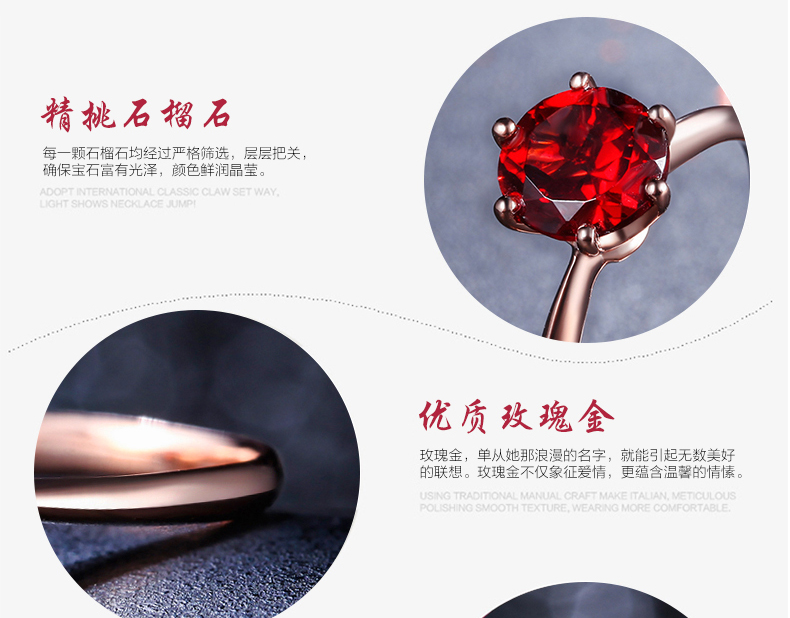 精挑石榴石
每一颗石榴石均经过严格筛选，层层把关，
确保宝石富有光泽，颜色鲜润晶莹。
ADOPT INTERNATIONAL CLASSIC CLAW SET WAY,
LIGHT SHOWS NECKLACE JUMP!
优质玫瑰金
玫瑰金，单从她那浪漫的名字，就能引起无数美好
的联想。玫瑰金不仅象征爱情，更蕴含温馨的情愫。
USING TRADITIONAL MANUAL CRAFT MAKE ITALIAN, METICULOUS
POLISHING SMOOTH TEXTURE, WEARING MORE COMFORTABLE.